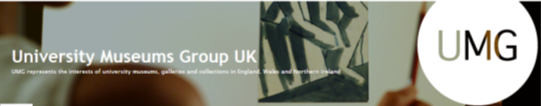 University Museums Group UK
UMG represents the interests of university museums, galleries and collections in England, Wales and Northern Ireland
UMG